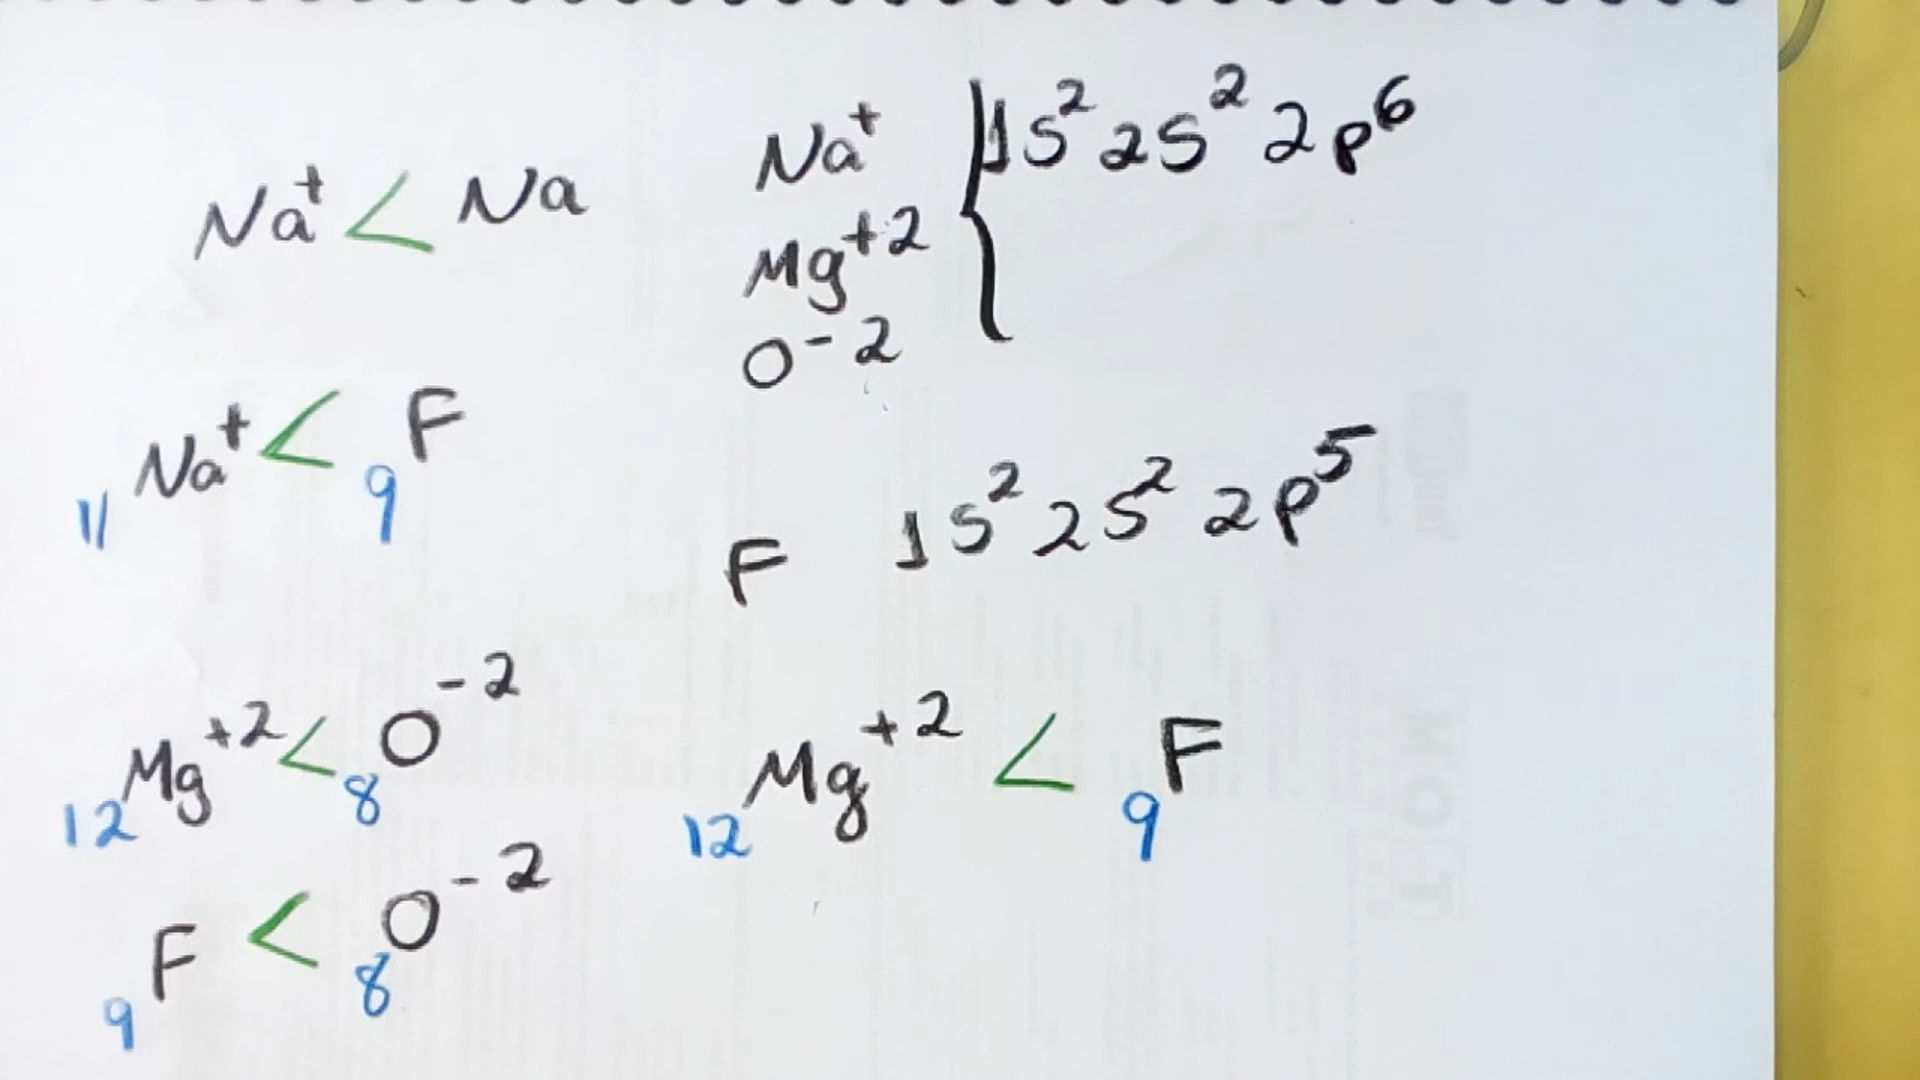 Na⁺ < Na
Na⁺ { 1s² 2s² 2p⁶
Mg⁺²
O⁻²
₁₁Na⁺ < ₉F
F 1s² 2s² 2p⁵
₁₂Mg⁺² < ₈O⁻²
₁₂Mg⁺² < ₉F
₉F < ₈O⁻²